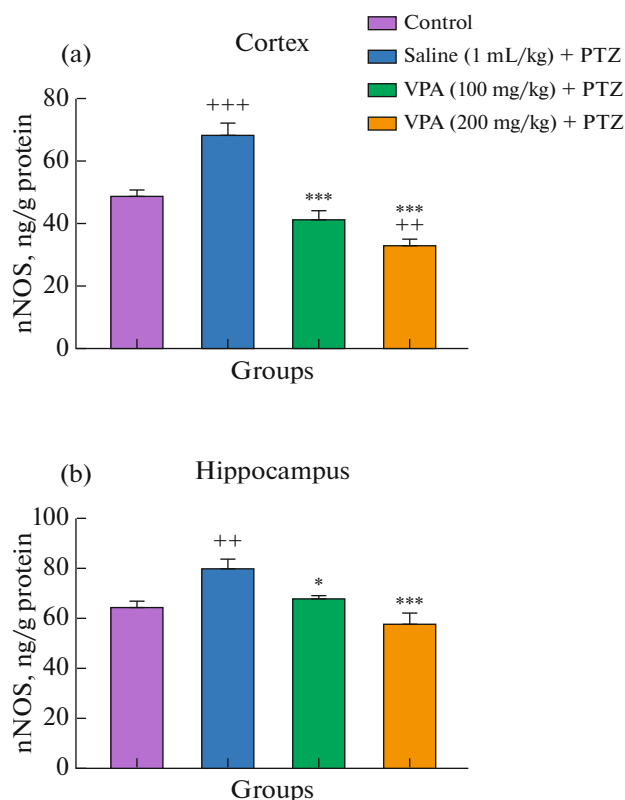 Control
Saline (1 mL/kg) + PTZ
VPA (100 mg/kg) + PTZ
VPA (200 mg/kg) + PTZ
(a)
Cortex
nNOS, ng/g protein
80
60
40
20
0
+++
***
***
++
Groups
(b)
Hippocampus
nNOS, ng/g protein
100
80
60
40
20
0
++
*
***
Groups